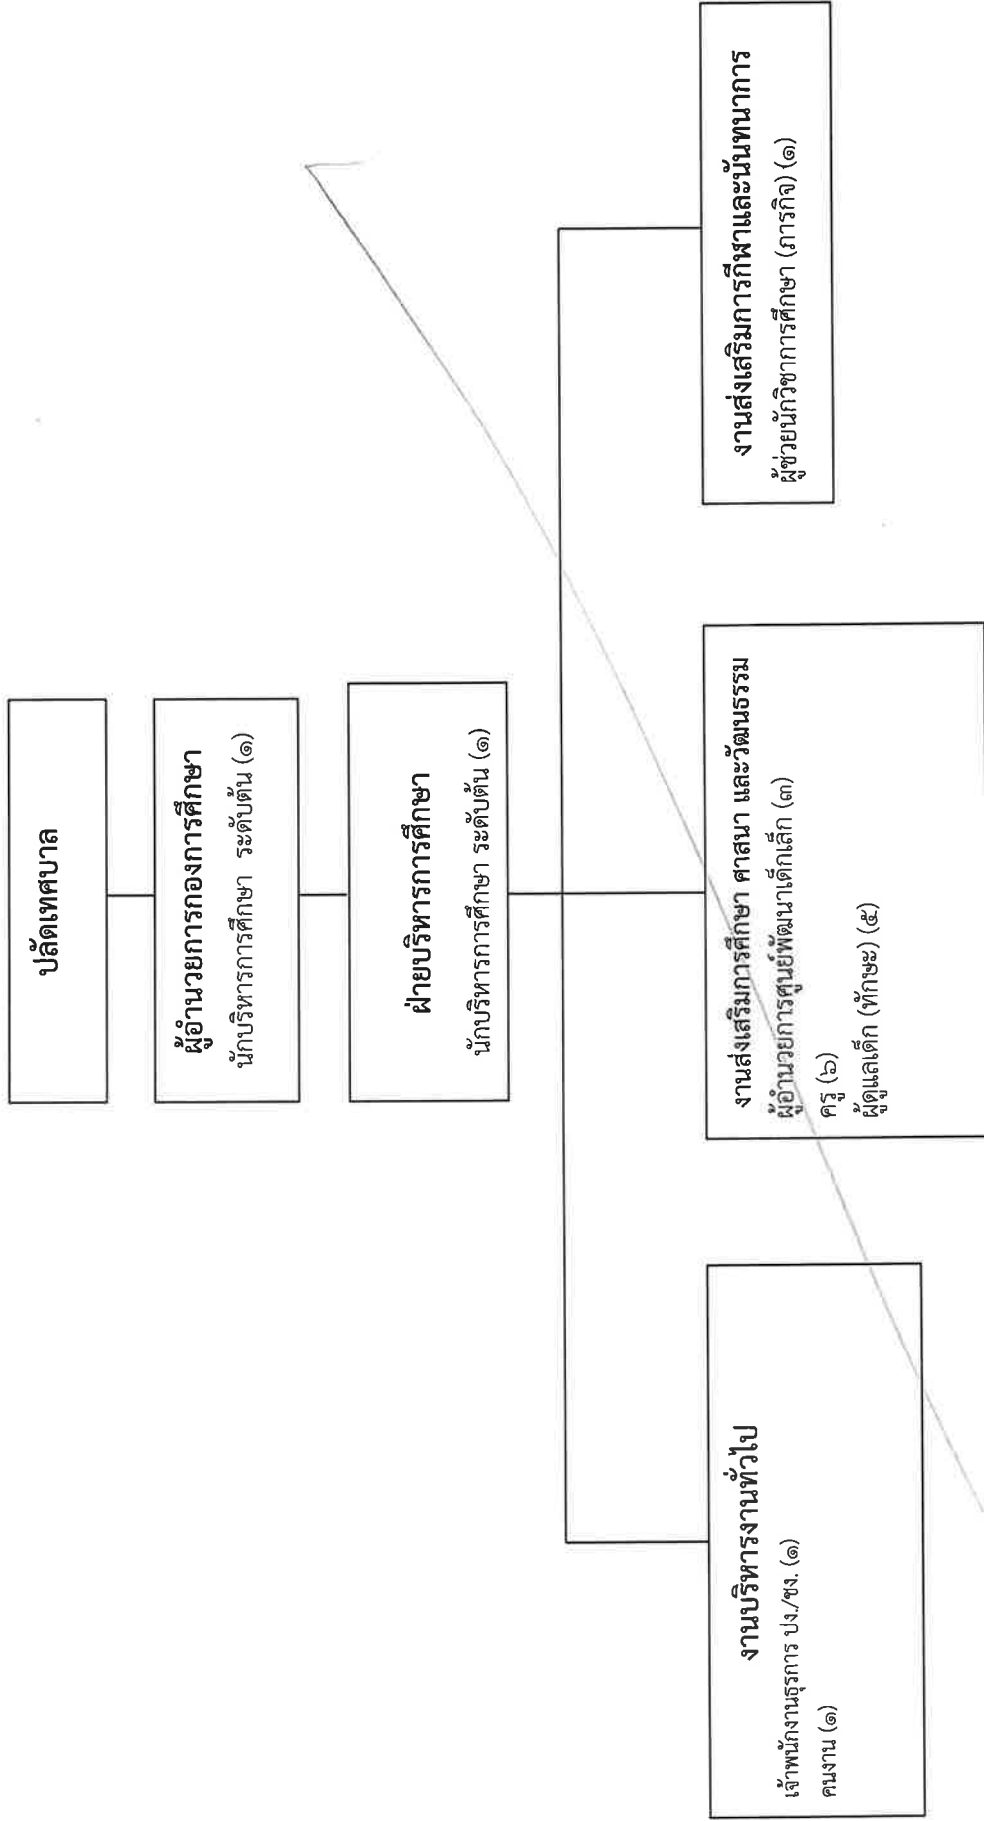 ปลัดเทศบาล
ผู้อำนวยการกองการศึกษา
นักบริหารการศึกษา ระดับต้น (๑)
ฝ่ายบริหารการศึกษา
นักบริหารการศึกษา ระดับต้น (๑)
งานบริหารงานทั่วไป
เจ้าพนักงานธุรการ ปง./ชง. (๑)
คนงาน (๑)
งานส่งเสริมการศึกษา ศาสนา และวัฒนธรรม
ผู้อำนวยการศูนย์พัฒนาเด็กเล็ก (๓)
ครู (๖)
ผู้ดูแลเด็ก (ทักษะ) (๕)
งานส่งเสริมการกีฬาและนันทนาการ
ผู้ช่วยนักวิชาการศึกษา (ภารกิจ) (๑)